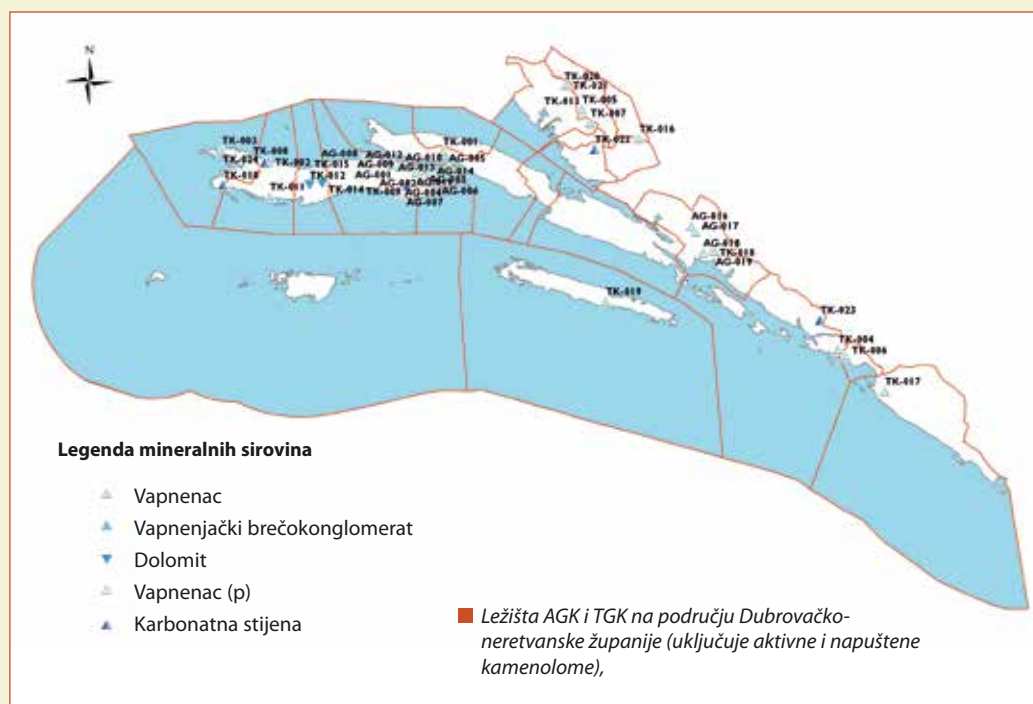 N
TK-020
TK-021
TK-013 TK-005
TK-007
TK-016
TK-022
TK-003
TK-008
TK-024
TK-002
TK-010
TK-011
TK-015
TK-012
TK-014
AG-008
AG-012
AG-009
AG-001
AG-010
AG-013
TK-001
AG-005
AG-014
TK-009
AG-004
AG-006
AG-007
AG-016
AG-017
AG-018
TK-018
AG-019
TK-019
TK-023
TK-004
TK-006
TK-017
Legenda mineralnih sirovina
Vapnenac
Vapnenjački brečokonglomerat
Dolomit
Vapnenac (p)
Karbonatna stijena
Ležišta AGK i TGK na području Dubrovačko-
neretvanske županije (uključuje aktivne i napuštene
kamenolome),